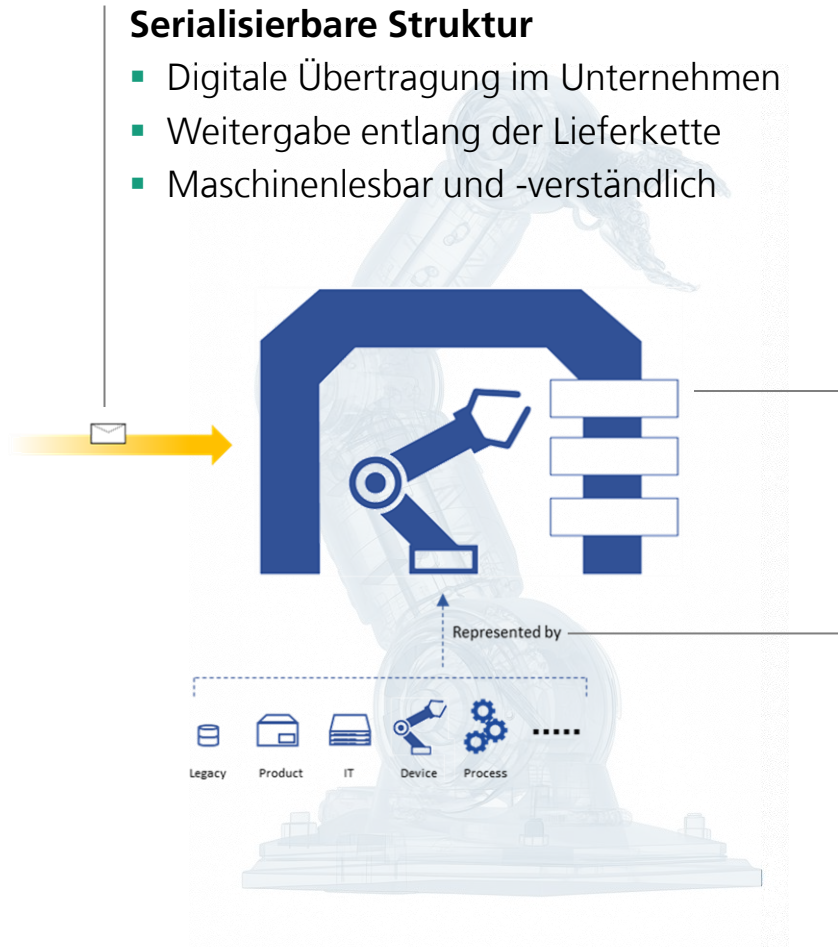 Serialisierbare Struktur
Digitale Übertragung im Unternehmen
Weitergabe entlang der Lieferkette
Maschinenlesbar und -verständlich
Represented by
Legacy Product IT Device Process .....